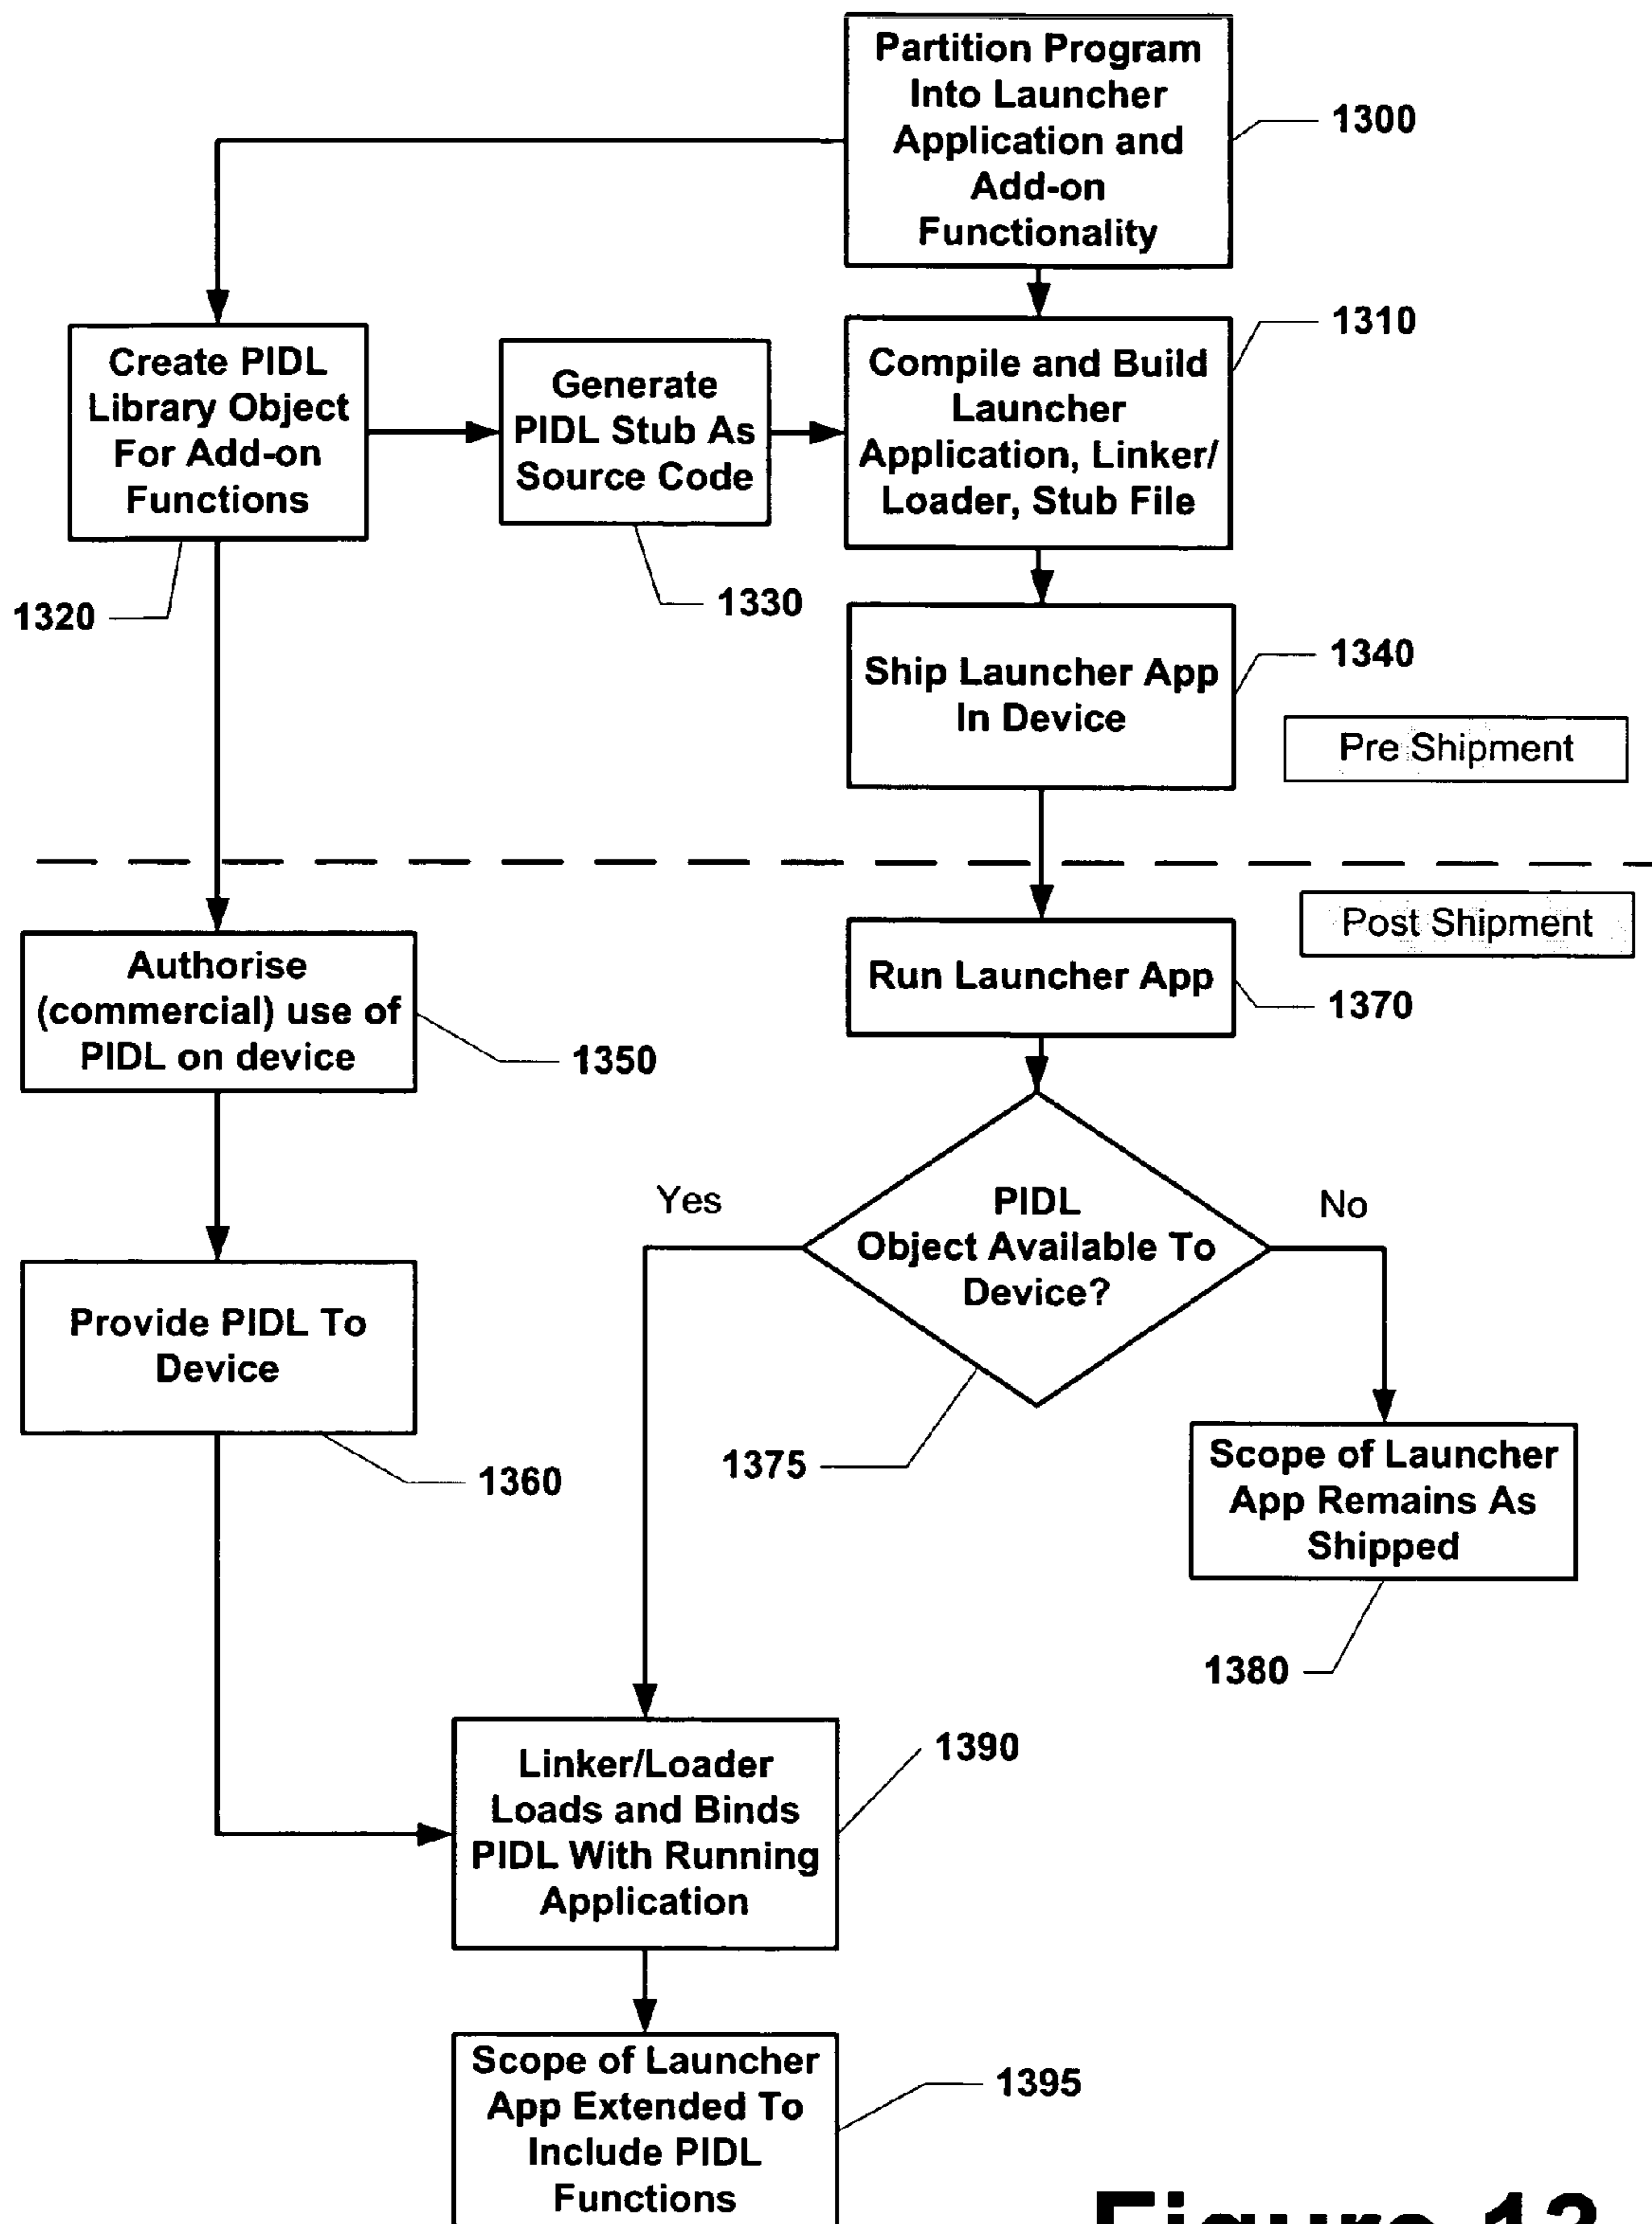 Partition Program
Into Launcher
Application and
Add-on
Functionality
1300
Create PIDL
Library Object
For Add-on
Functions
1320
Generate
PIDL Stub As
Source Code
1330
Compile and Build
Launcher
Application, Linker/
Loader, Stub File
1310
Ship Launcher App
In Device
1340
Pre Shipment
Post Shipment
Authorise
(commercial) use of
PIDL on device
1350
Run Launcher App
1370
Provide PIDL To
Device
1360
Yes
PIDL
Object Available To
Device?
No
1375
Scope of Launcher
App Remains As
Shipped
1380
Linker/Loader
Loads and Binds
PIDL With Running
Application
1390
Scope of Launcher
App Extended To
Include PIDL
Functions
1395
Figure 13